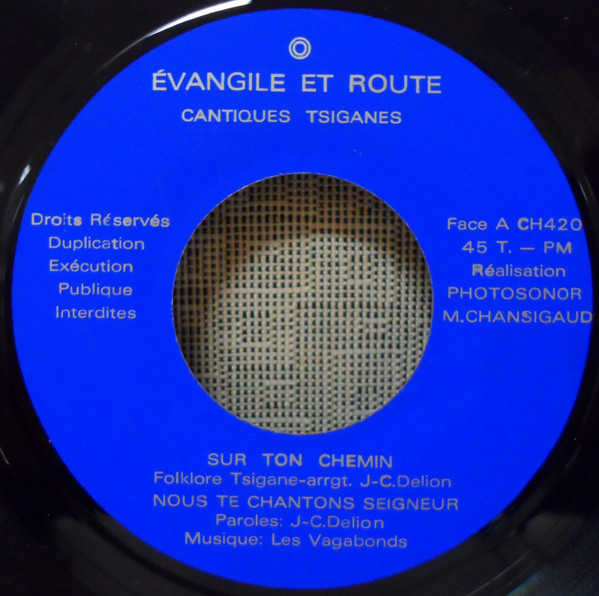 ÉVANGILE ET ROUTE
CANTIQUES TSIGANES
Droits Réservés
Duplication
Exécution
Publique
Interdites
Face A CH420
45 T. — PM
Réalisation
PHOTOSONOR
M.CHANSIGAUD
SUR TON CHEMIN
Folklore Tsigane-arrgt. J-C.Delion
NOUS TE CHANTONS SEIGNEUR
Paroles: J-C.Delion
Musique: Les Vagabonds